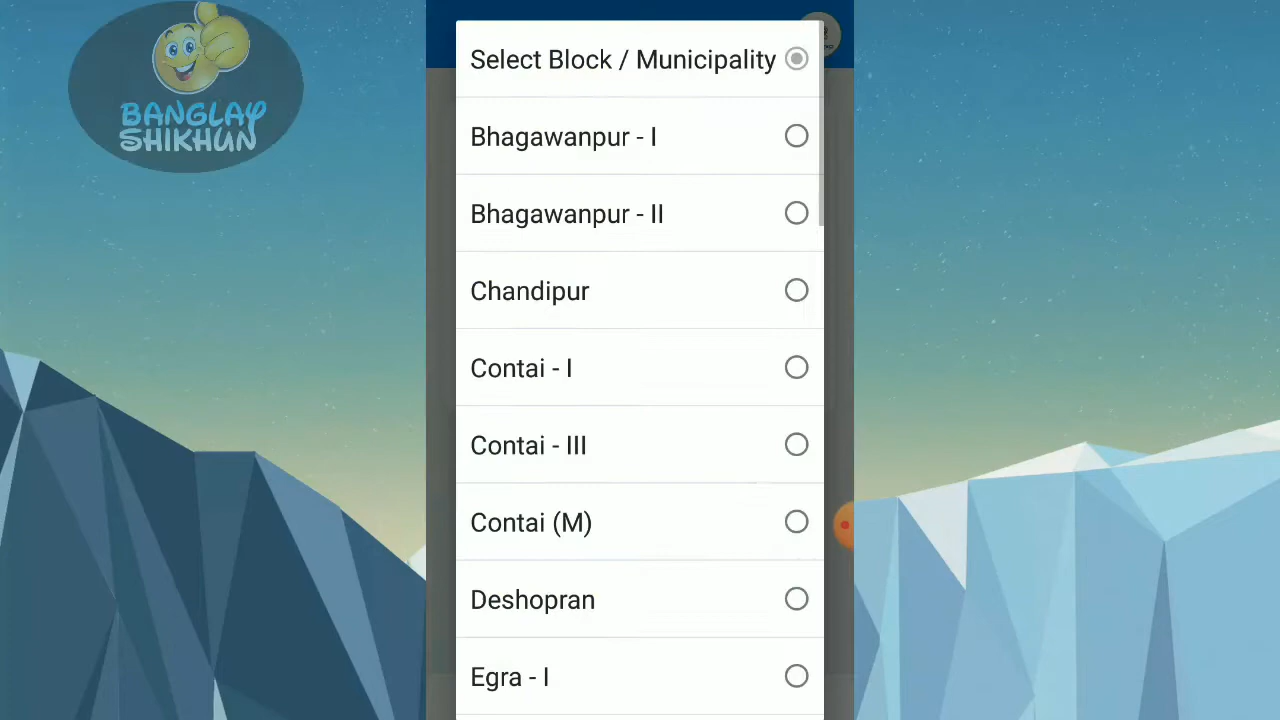 BANGLAY
SHIKHUN
Select Block / Municipality
Bhagawanpur - I
Bhagawanpur - II
Chandipur
Contai - I
Contai - III
Contai (M)
Deshopran
Egra - I